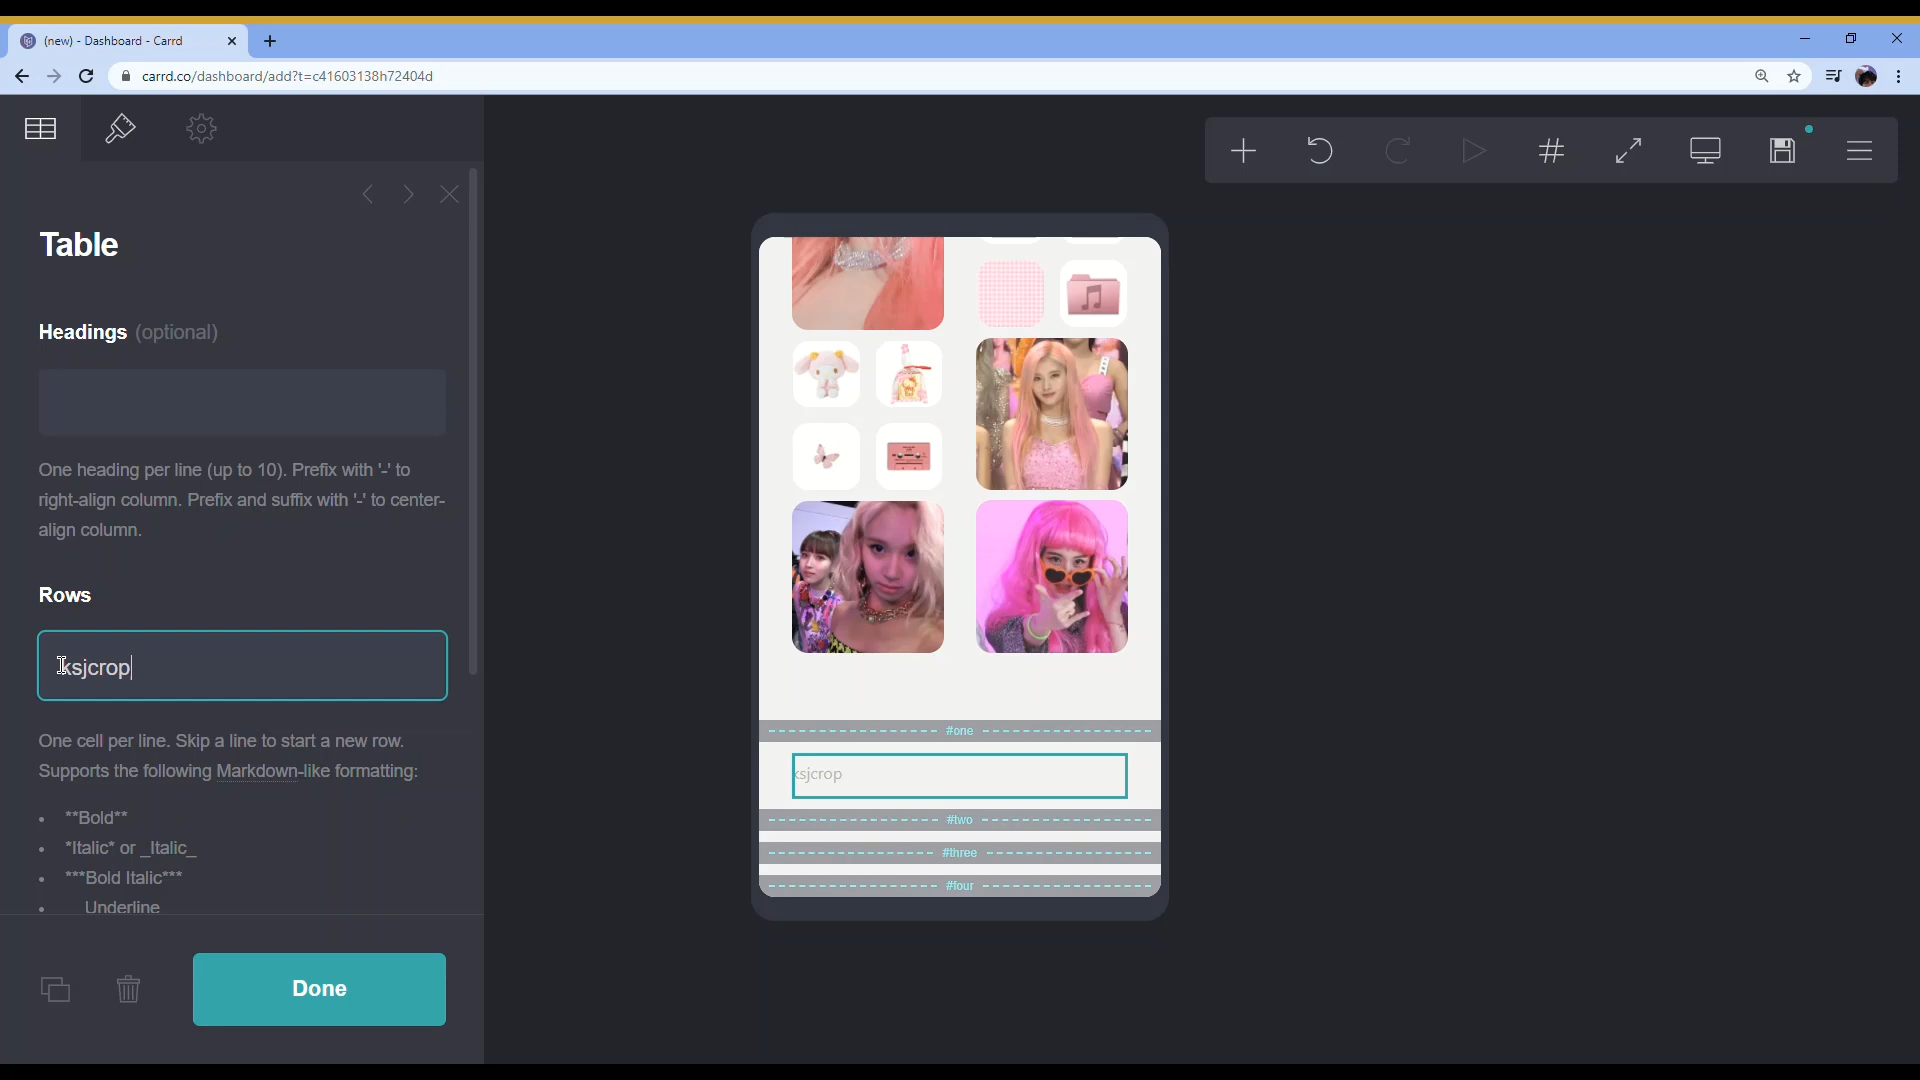 (new) - Dashboard - Carrd
carrd.co/dashboard/add?t=c41603138h72404d
Table
Headings (optional)
One heading per line (up to 10). Prefix with '-' to
right-align column. Prefix and suffix with '-' to center-
align column.
Rows
ksjcrop
One cell per line. Skip a line to start a new row.
Supports the following Markdown-like formatting:
**Bold**
*Italic* or _Italic_
***Bold Italic***
Underline
Done
#one
ksjcrop
#two
#three
#four